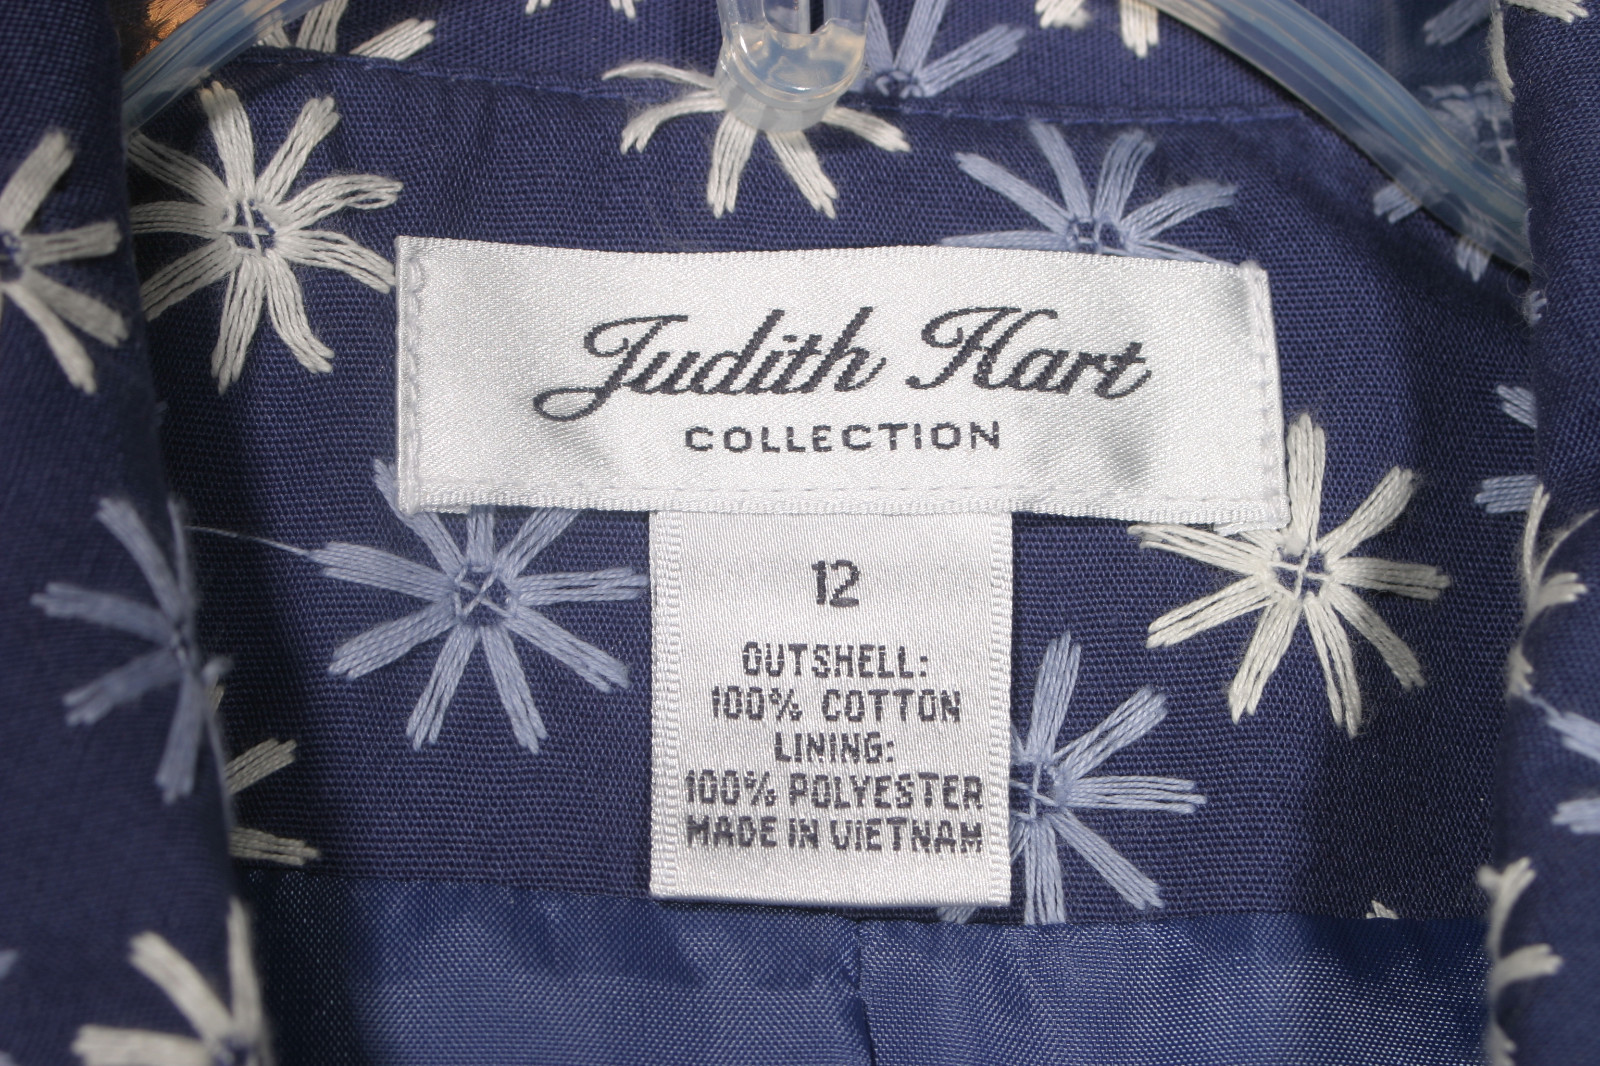 Judith Hart
COLLECTION
12
OUTSHELL:
100% COTTON
LINING:
100% POLYESTER
MADE IN VIETNAM